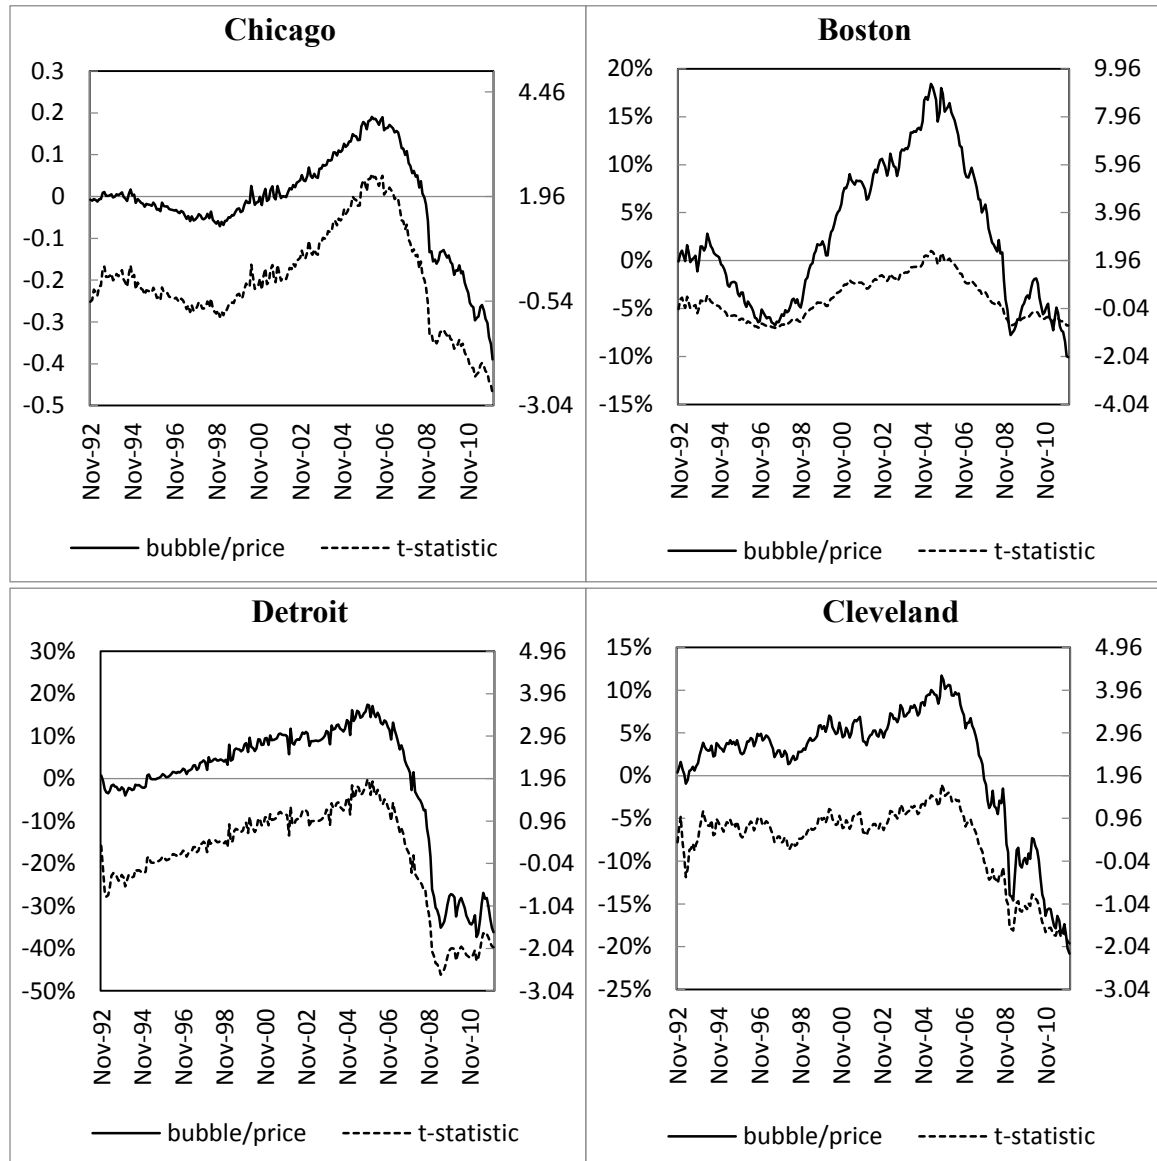 Chicago
0.3
0.2
0.1
0
-0.1
-0.2
-0.3
-0.4
-0.5
4.46
1.96
-0.54
-3.04
Nov-92
Nov-94
Nov-96
Nov-98
Nov-00
Nov-02
Nov-04
Nov-06
Nov-08
Nov-10
bubble/price
t-statistic
Boston
20%
15%
10%
5%
0%
-5%
-10%
-15%
9.96
7.96
5.96
3.96
1.96
-0.04
-2.04
-4.04
Nov-92
Nov-94
Nov-96
Nov-98
Nov-00
Nov-02
Nov-04
Nov-06
Nov-08
Nov-10
bubble/price
t-statistic
Detroit
30%
20%
10%
0%
-10%
-20%
-30%
-40%
-50%
4.96
3.96
2.96
1.96
0.96
-0.04
-1.04
-2.04
-3.04
Nov-92
Nov-94
Nov-96
Nov-98
Nov-00
Nov-02
Nov-04
Nov-06
Nov-08
Nov-10
bubble/price
t-statistic
Cleveland
15%
10%
5%
0%
-5%
-10%
-15%
-20%
-25%
4.96
3.96
2.96
1.96
0.96
-0.04
-1.04
-2.04
-3.04
Nov-92
Nov-94
Nov-96
Nov-98
Nov-00
Nov-02
Nov-04
Nov-06
Nov-08
Nov-10
bubble/price
t-statistic